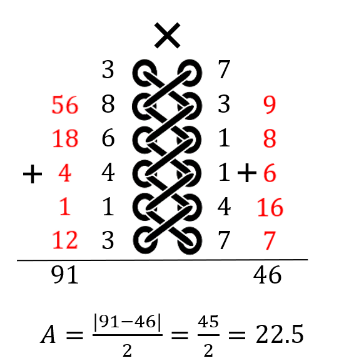 ×
3 7
56 8 3 9
18 6 1 8
+ 4 4 1 + 6
1 1 4 16
12 3 7 7
91 46
A = |91−46|/2 = 45/2 = 22.5